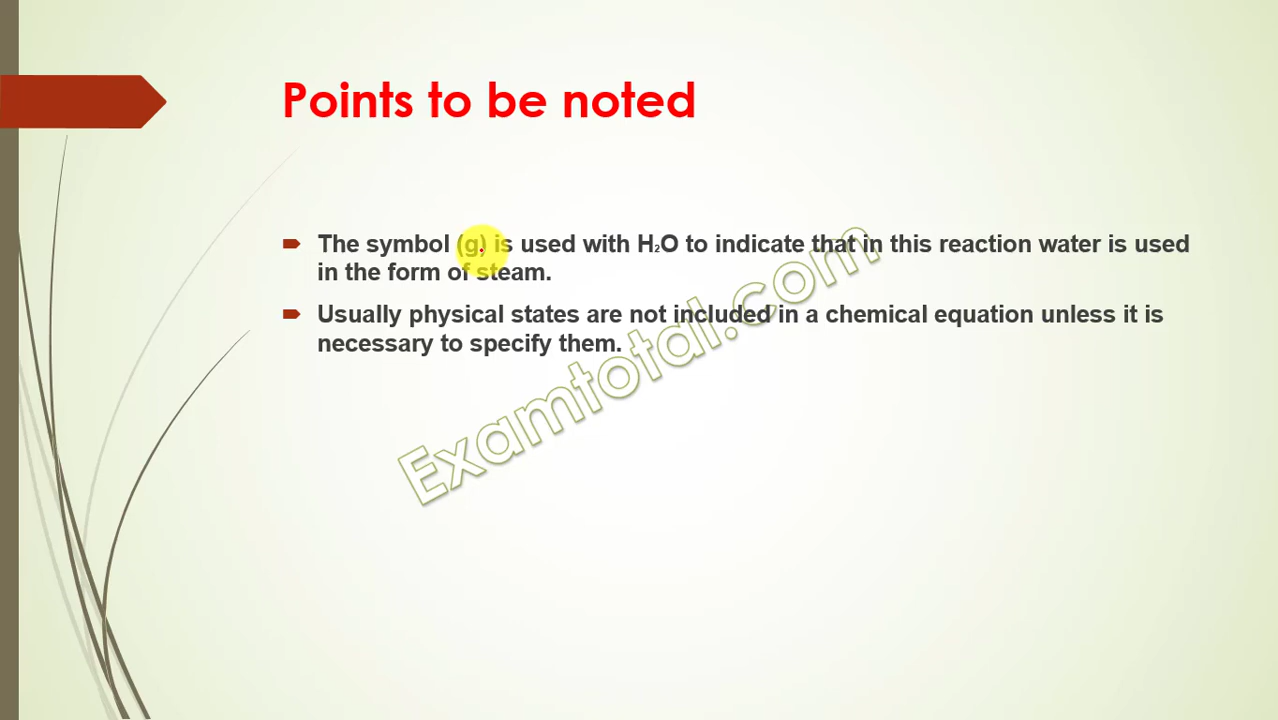 Points to be noted
The symbol (g) is used with H₂O to indicate that in this reaction water is used
in the form of steam.
Usually physical states are not included in a chemical equation unless it is
necessary to specify them.
Examtotal.com